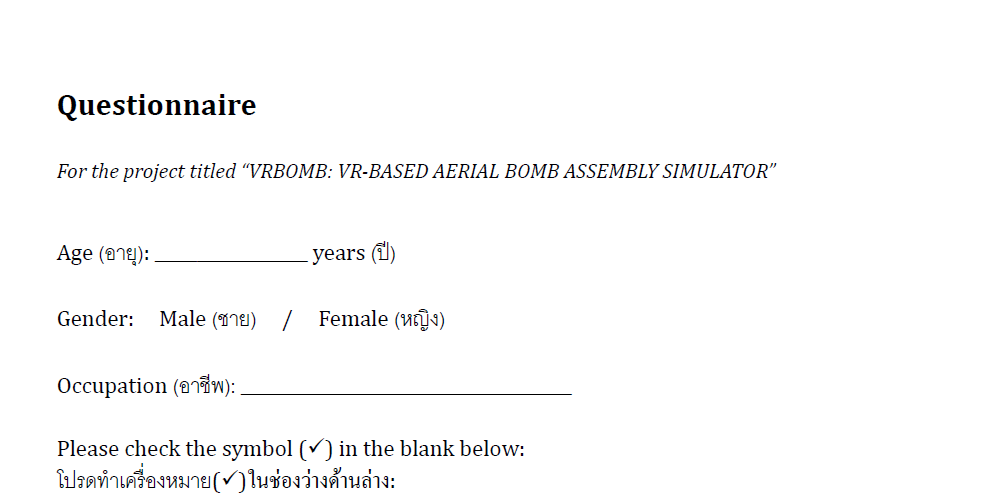 Questionnaire
For the project titled “VRBOMB: VR-BASED AERIAL BOMB ASSEMBLY SIMULATOR”
Age (อายุ): ______________ years (ปี)
Gender: Male (ชาย) / Female (หญิง)
Occupation (อาชีพ): ______________________________
Please check the symbol (✓) in the blank below:
โปรดทำเครื่องหมาย(✓)ในช่องว่างด้านล่าง: